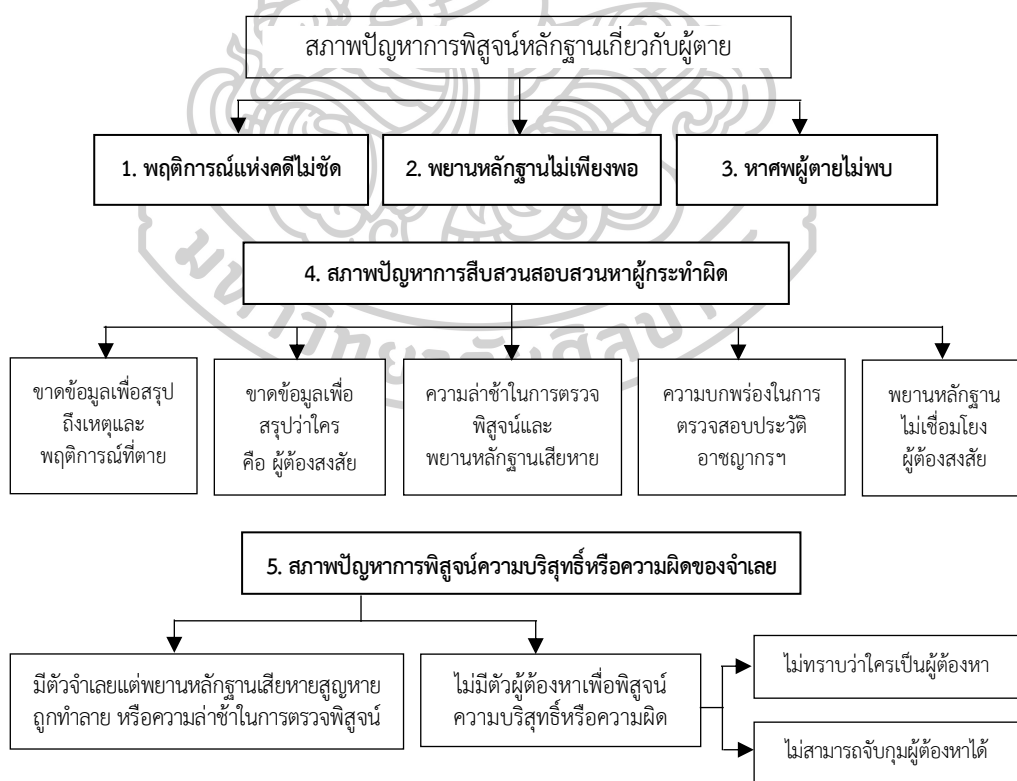 สภาพปัญหาการพิสูจน์หลักฐานเกี่ยวกับผู้ตาย
1. พฤติการณ์แห่งคดีไม่ชัด
2. พยานหลักฐานไม่เพียงพอ
3. หาศพผู้ตายไม่พบ
4. สภาพปัญหาการสืบสวนสอบสวนหาผู้กระทำผิด
ขาดข้อมูลเพื่อสรุป
ถึงเหตุและ
พฤติการณ์ที่ตาย
ขาดข้อมูลเพื่อ
สรุปว่าใคร
คือ ผู้ต้องสงสัย
ความล่าช้าในการตรวจ
พิสูจน์และ
พยานหลักฐานเสียหาย
ความบกพร่องในการ
ตรวจสอบประวัติ
อาชญากรฯ
พยานหลักฐาน
ไม่เชื่อมโยง
ผู้ต้องสงสัย
5. สภาพปัญหาการพิสูจน์ความบริสุทธิ์หรือความผิดของจำเลย
มีตัวจำเลยแต่พยานหลักฐานเสียหายสูญหาย
ถูกทำลาย หรือความล่าช้าในการตรวจพิสูจน์
ไม่มีตัวผู้ต้องหาเพื่อพิสูจน์
ความบริสุทธิ์หรือความผิด
ไม่ทราบว่าใครเป็นผู้ต้องหา
ไม่สามารถจับกุมผู้ต้องหาได้